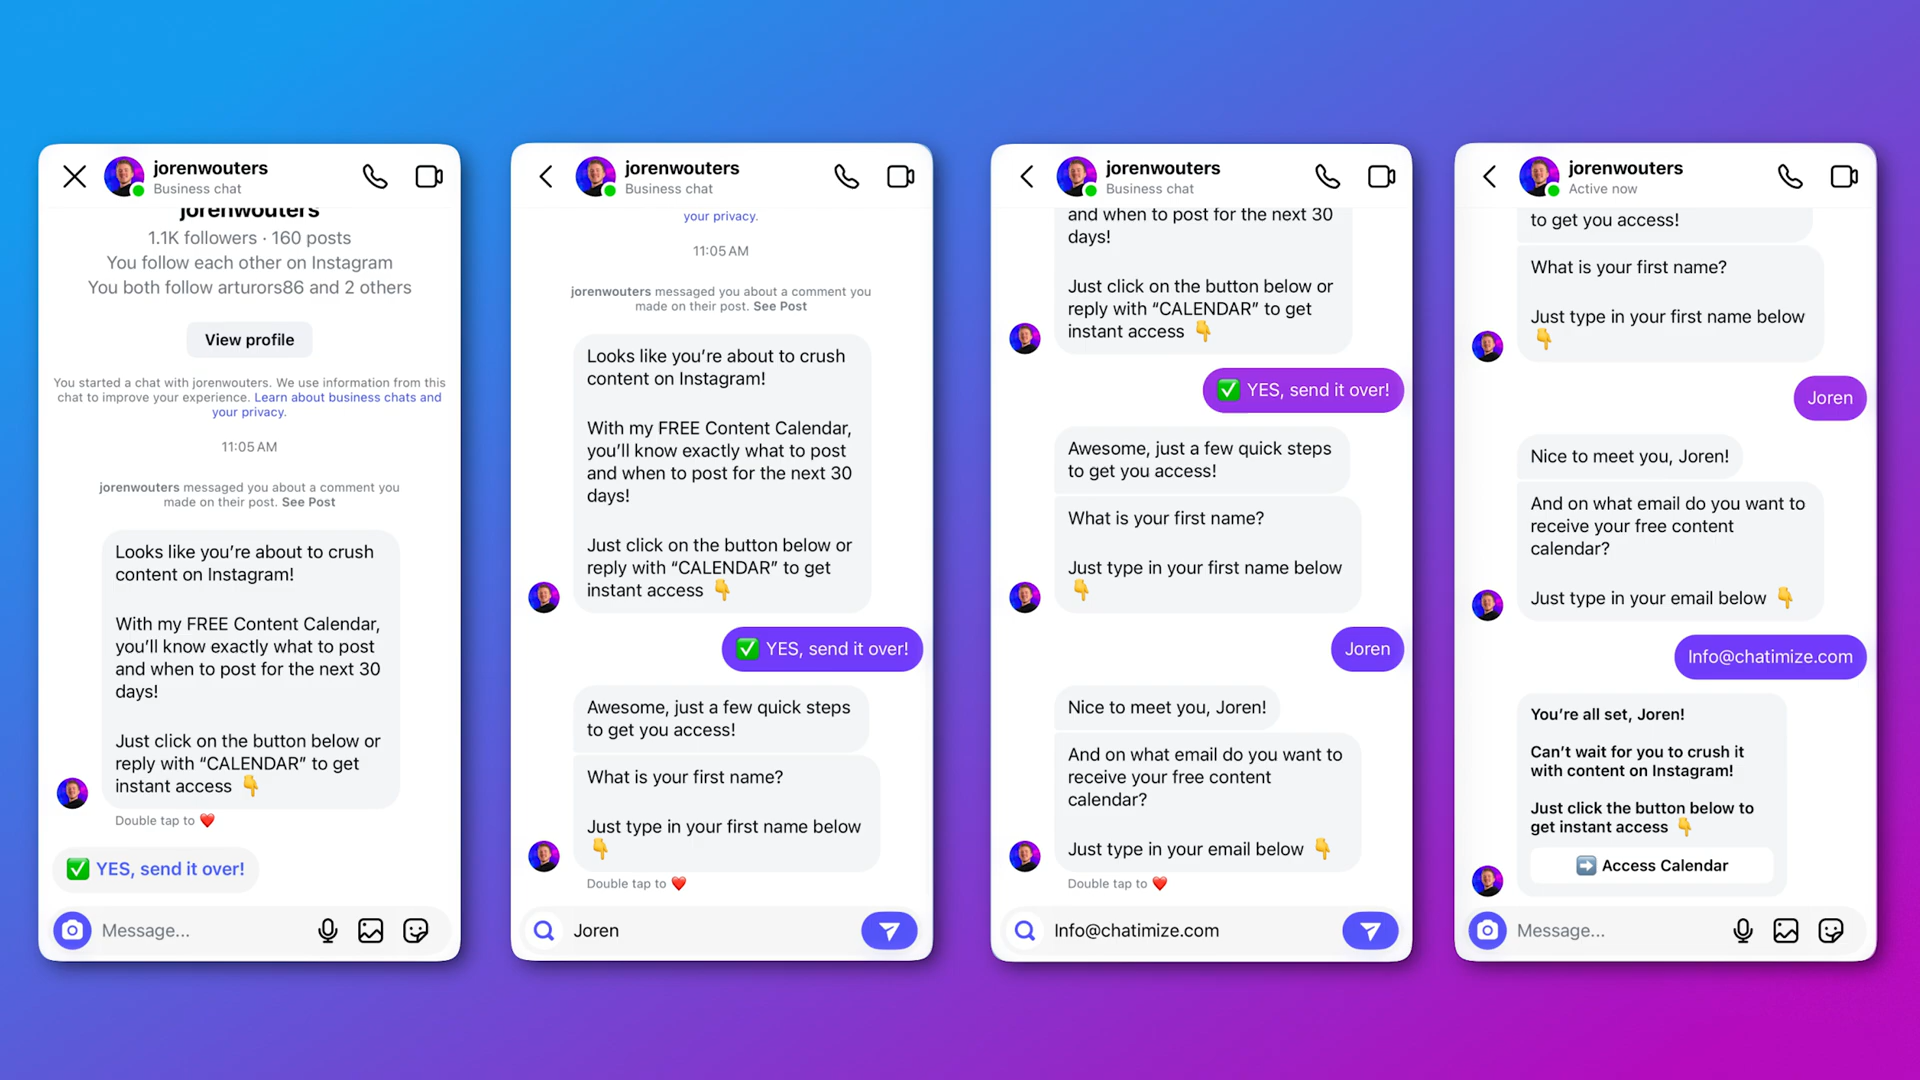 jorenwouters
Business chat
jorenwouters
1.1K followers · 160 posts
You follow each other on Instagram
You both follow arturors86 and 2 others
View profile
You started a chat with jorenwouters. We use information from this
chat to improve your experience. Learn about business chats and
your privacy.
11:05 AM
jorenwouters messaged you about a comment you
made on their post. See Post
Looks like you’re about to crush
content on Instagram!
With my FREE Content Calendar,
you’ll know exactly what to post
and when to post for the next 30
days!
Just click on the button below or
reply with “CALENDAR” to get
instant access 👇
Double tap to ❤️
✅ YES, send it over!
Message...
jorenwouters
Business chat
your privacy.
11:05 AM
jorenwouters messaged you about a comment you
made on their post. See Post
Looks like you’re about to crush
content on Instagram!
With my FREE Content Calendar,
you’ll know exactly what to post
and when to post for the next 30
days!
Just click on the button below or
reply with “CALENDAR” to get
instant access 👇
✅ YES, send it over!
Awesome, just a few quick steps
to get you access!
What is your first name?
Just type in your first name below
👇
Double tap to ❤️
Joren
jorenwouters
Business chat
and when to post for the next 30
days!
Just click on the button below or
reply with “CALENDAR” to get
instant access 👇
✅ YES, send it over!
Awesome, just a few quick steps
to get you access!
What is your first name?
Just type in your first name below
👇
Joren
Nice to meet you, Joren!
And on what email do you want to
receive your free content
calendar?
Just type in your email below 👇
Double tap to ❤️
Info@chatimize.com
jorenwouters
Active now
to get you access!
What is your first name?
Just type in your first name below
👇
Joren
Nice to meet you, Joren!
And on what email do you want to
receive your free content
calendar?
Just type in your email below 👇
Info@chatimize.com
You’re all set, Joren!
Can’t wait for you to crush it
with content on Instagram!
Just click the button below to
get instant access 👇
➡️ Access Calendar
Message...